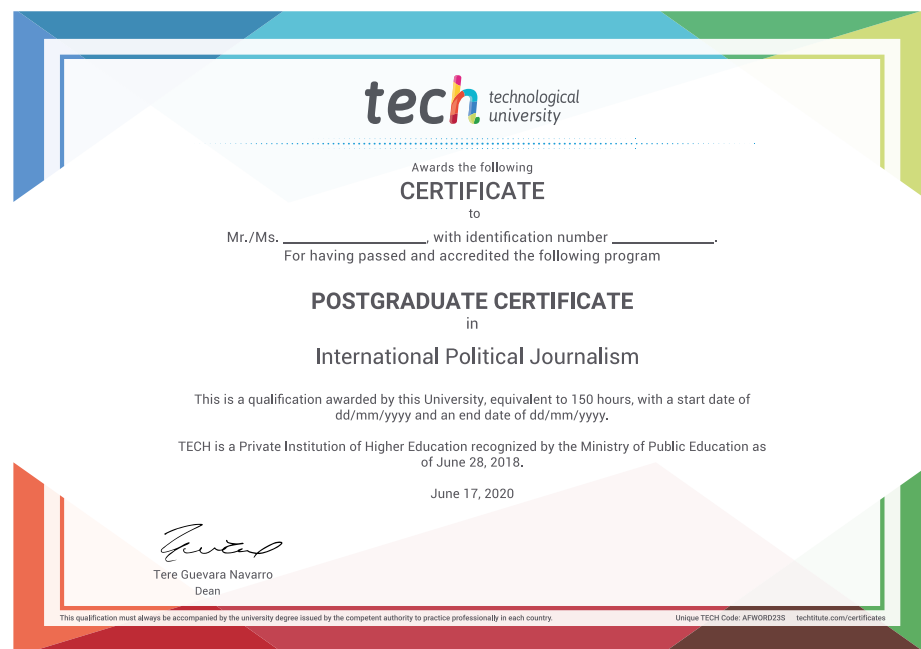 tech technological
university
Awards the following
CERTIFICATE
to
Mr./Ms. ____________________, with identification number ______________.
For having passed and accredited the following program
POSTGRADUATE CERTIFICATE
in
International Political Journalism
This is a qualification awarded by this University, equivalent to 150 hours, with a start date of
dd/mm/yyyy and an end date of dd/mm/yyyy.
TECH is a Private Institution of Higher Education recognized by the Ministry of Public Education as
of June 28, 2018.
June 17, 2020
Tere Guevara Navarro
Dean
This qualification must always be accompanied by the university degree issued by the competent authority to practice professionally in each country. Unique TECH Code: AFWORD23S techtitute.com/certificates